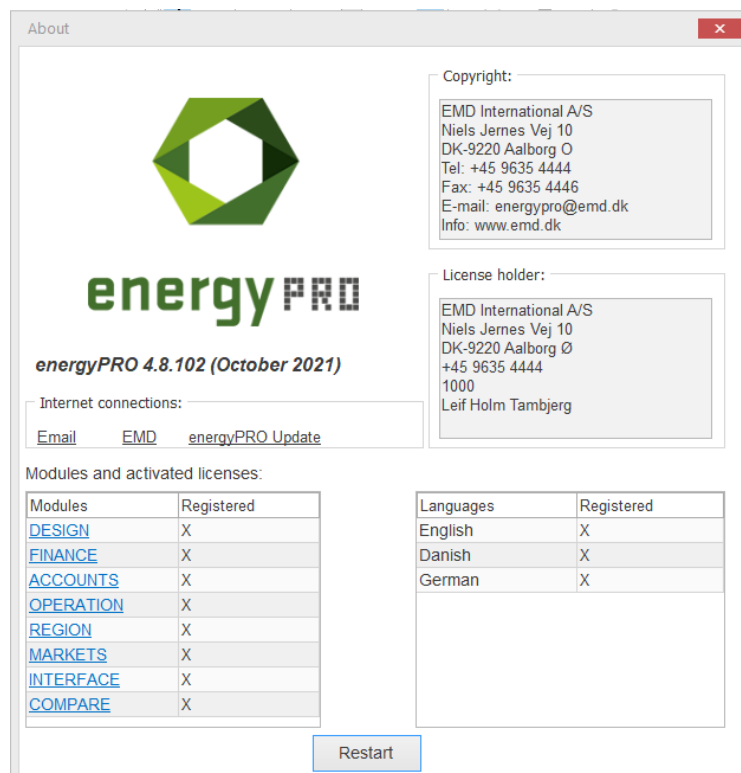 About
Copyright:
EMD International A/S
Niels Jernes Vej 10
DK-9220 Aalborg O
Tel: +45 9635 4444
Fax: +45 9635 4446
E-mail: energypro@emd.dk
Info: www.emd.dk
energyPRO
License holder:
EMD International A/S
Niels Jernes Vej 10
DK-9220 Aalborg Ø
+45 9635 4444
1000
Leif Holm Tambjerg
energyPRO 4.8.102 (October 2021)
Internet connections:
Email EMD energyPRO Update
Modules and activated licenses:
Modules Registered
DESIGN X
FINANCE X
ACCOUNTS X
OPERATION X
REGION X
MARKETS X
INTERFACE X
COMPARE X
Languages Registered
English X
Danish X
German X
Restart